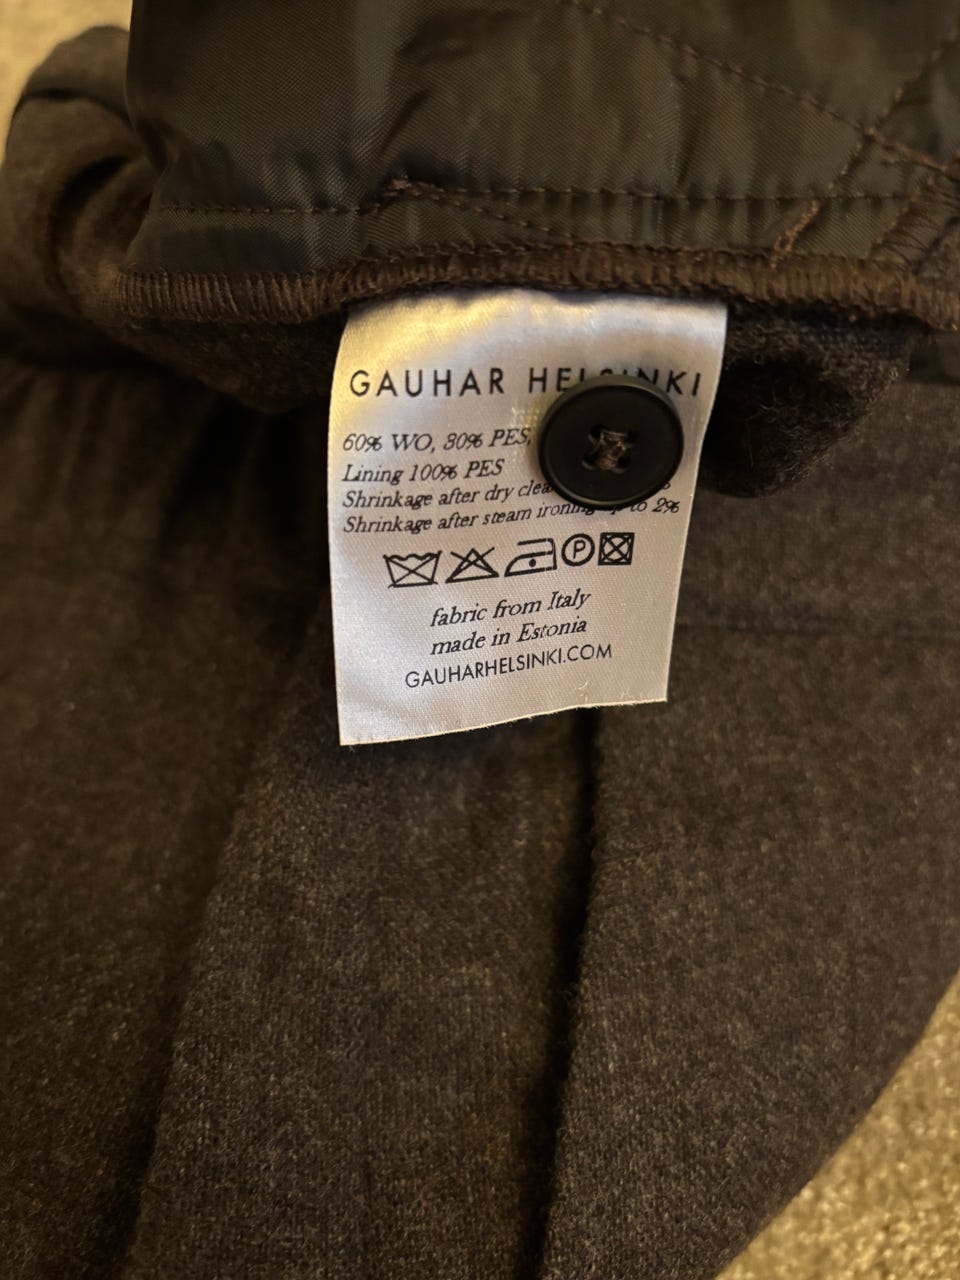 GAUHAR HELSINKI
60% WO, 30% PES,
Lining 100% PES
Shrinkage after dry
Shrinkage after steam ironing up to 2%
P
fabric from Italy
made in Estonia
GAUHARHELSINKI.COM